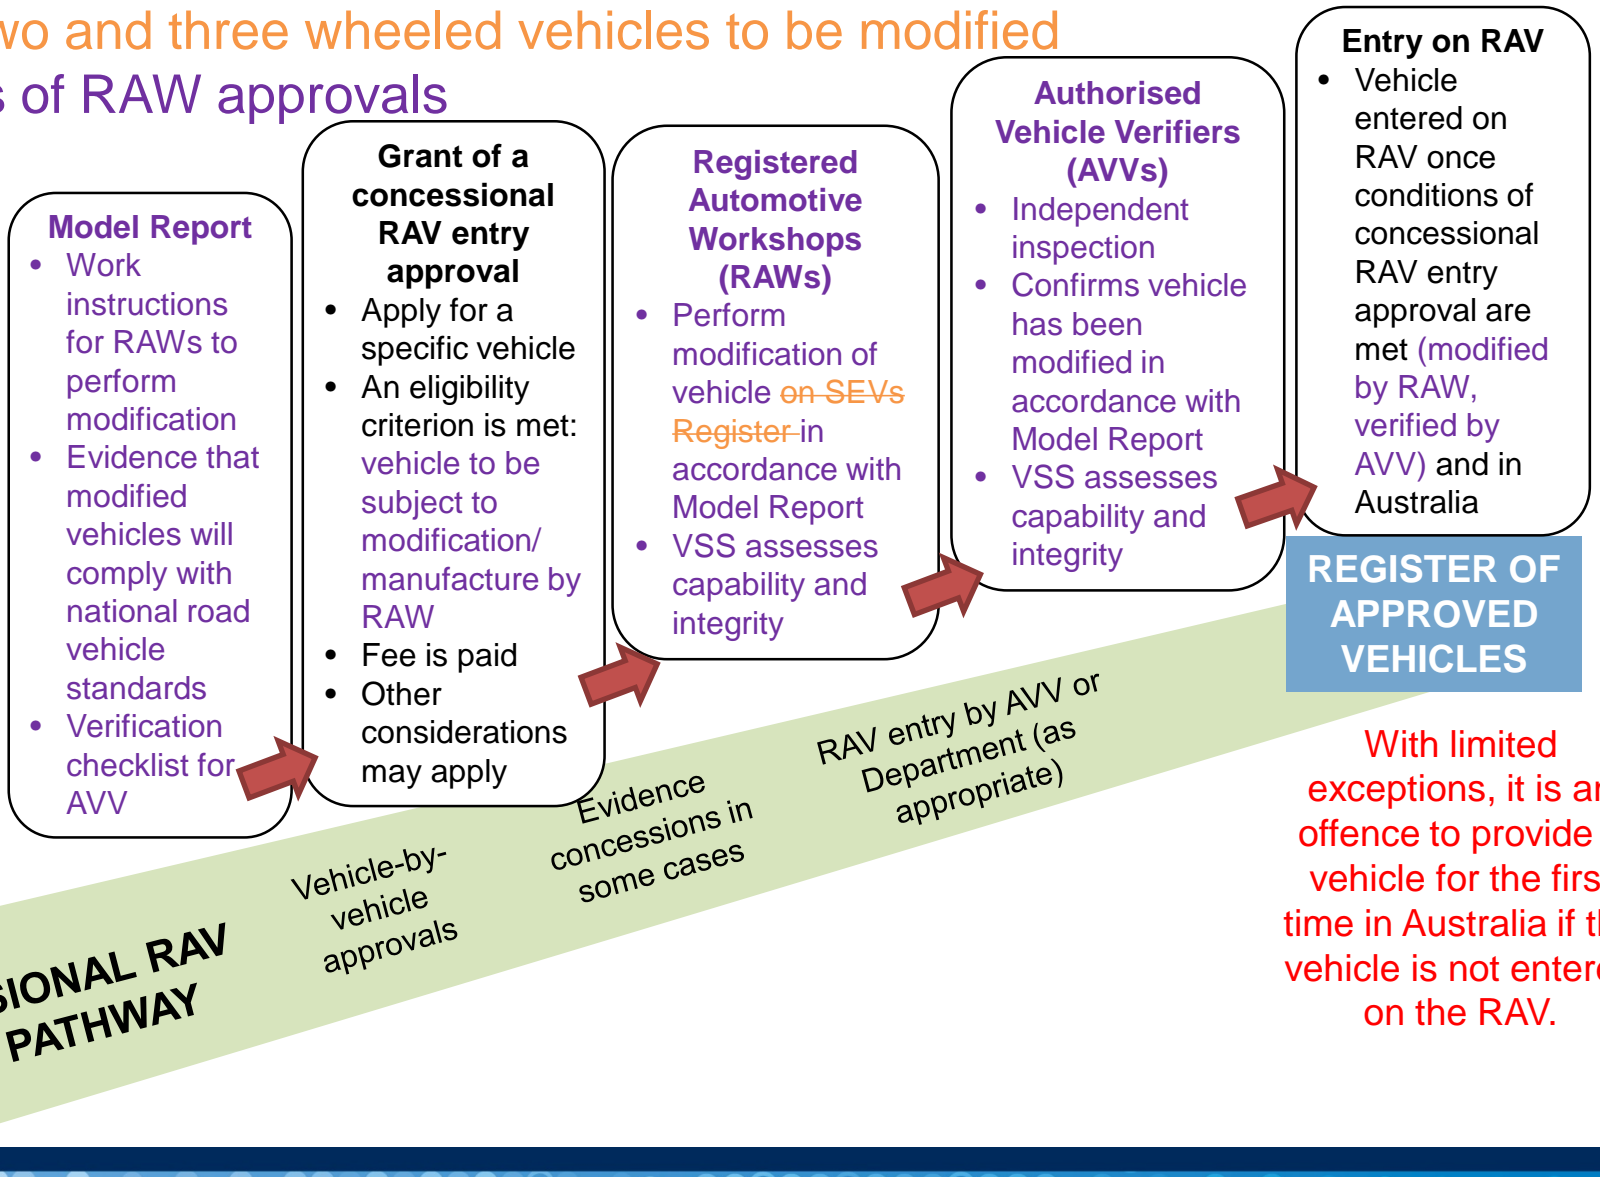 wo and three wheeled vehicles to be modified
s of RAW approvals
Model Report
• Work
instructions
for RAWs to
perform
modification
• Evidence that
modified
vehicles will
comply with
national road
vehicle
standards
• Verification
checklist for
AVV
Grant of a
concessional
RAV entry
approval
• Apply for a
specific vehicle
• An eligibility
criterion is met:
vehicle to be
subject to
modification/
manufacture by
RAW
• Fee is paid
• Other
considerations
may apply
Registered
Automotive
Workshops
(RAWs)
• Perform
modification of
vehicle on SEVs
Register in
accordance with
Model Report
• VSS assesses
capability and
integrity
Authorised
Vehicle Verifiers
(AVVs)
• Independent
inspection
• Confirms vehicle
has been
modified in
accordance with
Model Report
• VSS assesses
capability and
integrity
Entry on RAV
• Vehicle
entered on
RAV once
conditions of
concessional
RAV entry
approval are
met (modified
by RAW,
verified by
AVV) and in
Australia
REGISTER OF
APPROVED
VEHICLES
SIONAL RAV
PATHWAY
Vehicle-by-
vehicle
approvals
Evidence
concessions in
some cases
RAV entry by AVV or
Department (as
appropriate)
With limited
exceptions, it is an
offence to provide
vehicle for the firs
time in Australia if th
vehicle is not entere
on the RAV.